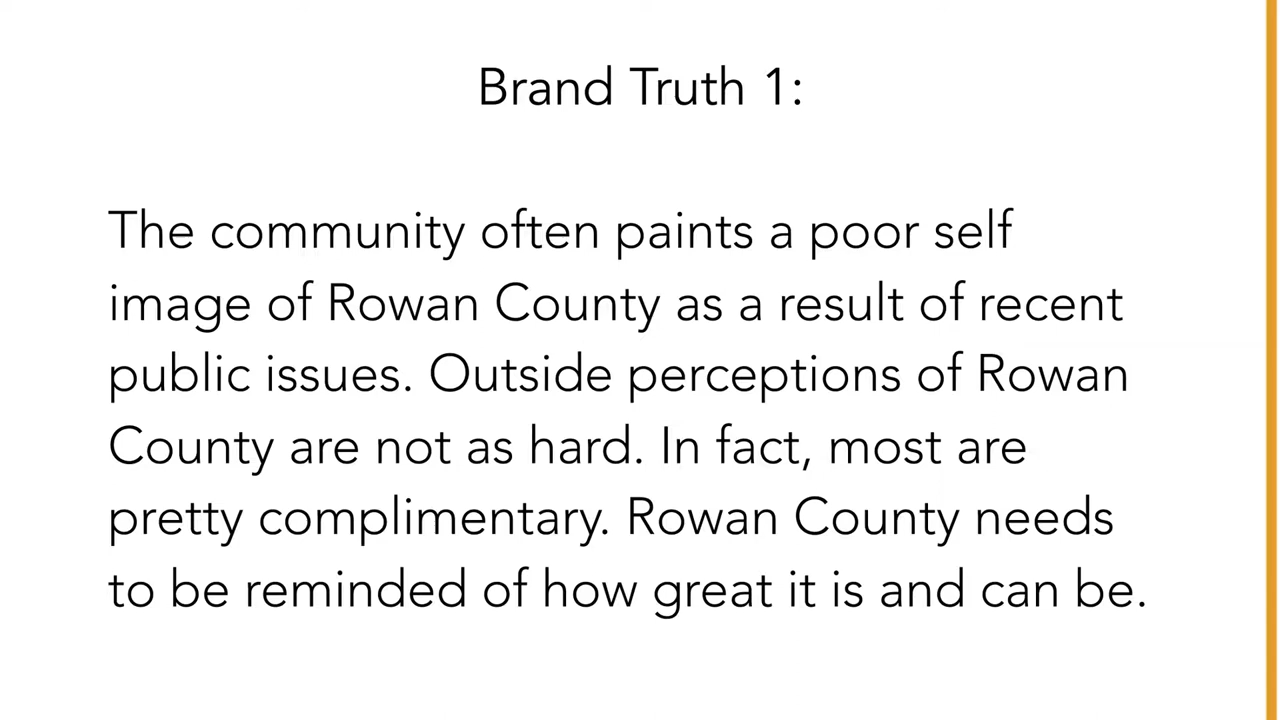 Brand Truth 1:
The community often paints a poor self
image of Rowan County as a result of recent
public issues. Outside perceptions of Rowan
County are not as hard. In fact, most are
pretty complimentary. Rowan County needs
to be reminded of how great it is and can be.